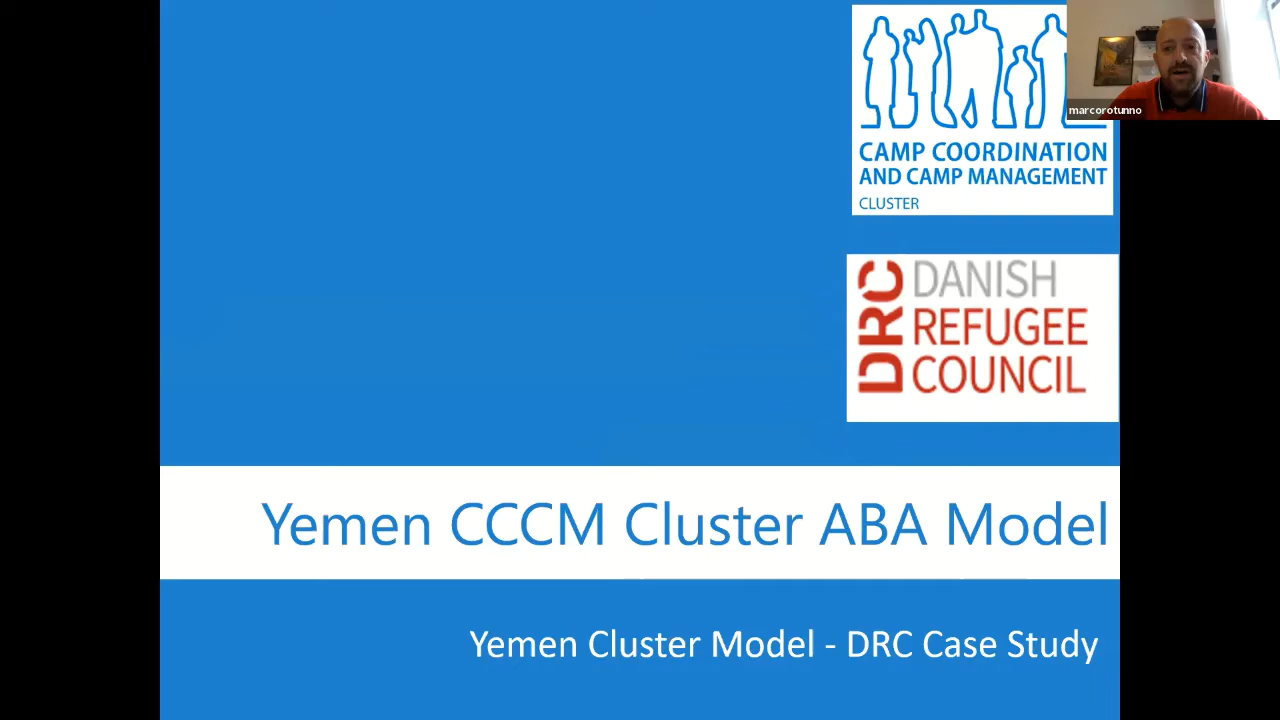 marcorotunno
CAMP COORDINATION
AND CAMP MANAGEMENT
CLUSTER
DRC
DANISH
REFUGEE
COUNCIL
Yemen CCCM Cluster ABA Model
Yemen Cluster Model - DRC Case Study